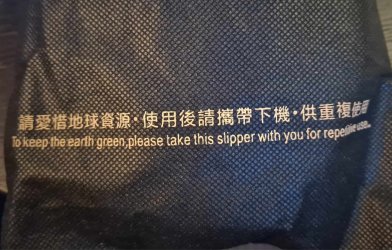 請愛惜地球資源·使用後請攜帶下機·供重複使用
To keep the earth green,please take this slipper with you for repetitive use..